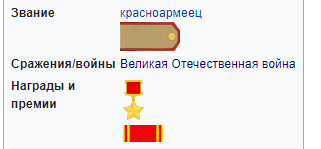 Звание красноармеец
Сражения/войны Великая Отечественная война
Награды и
премии